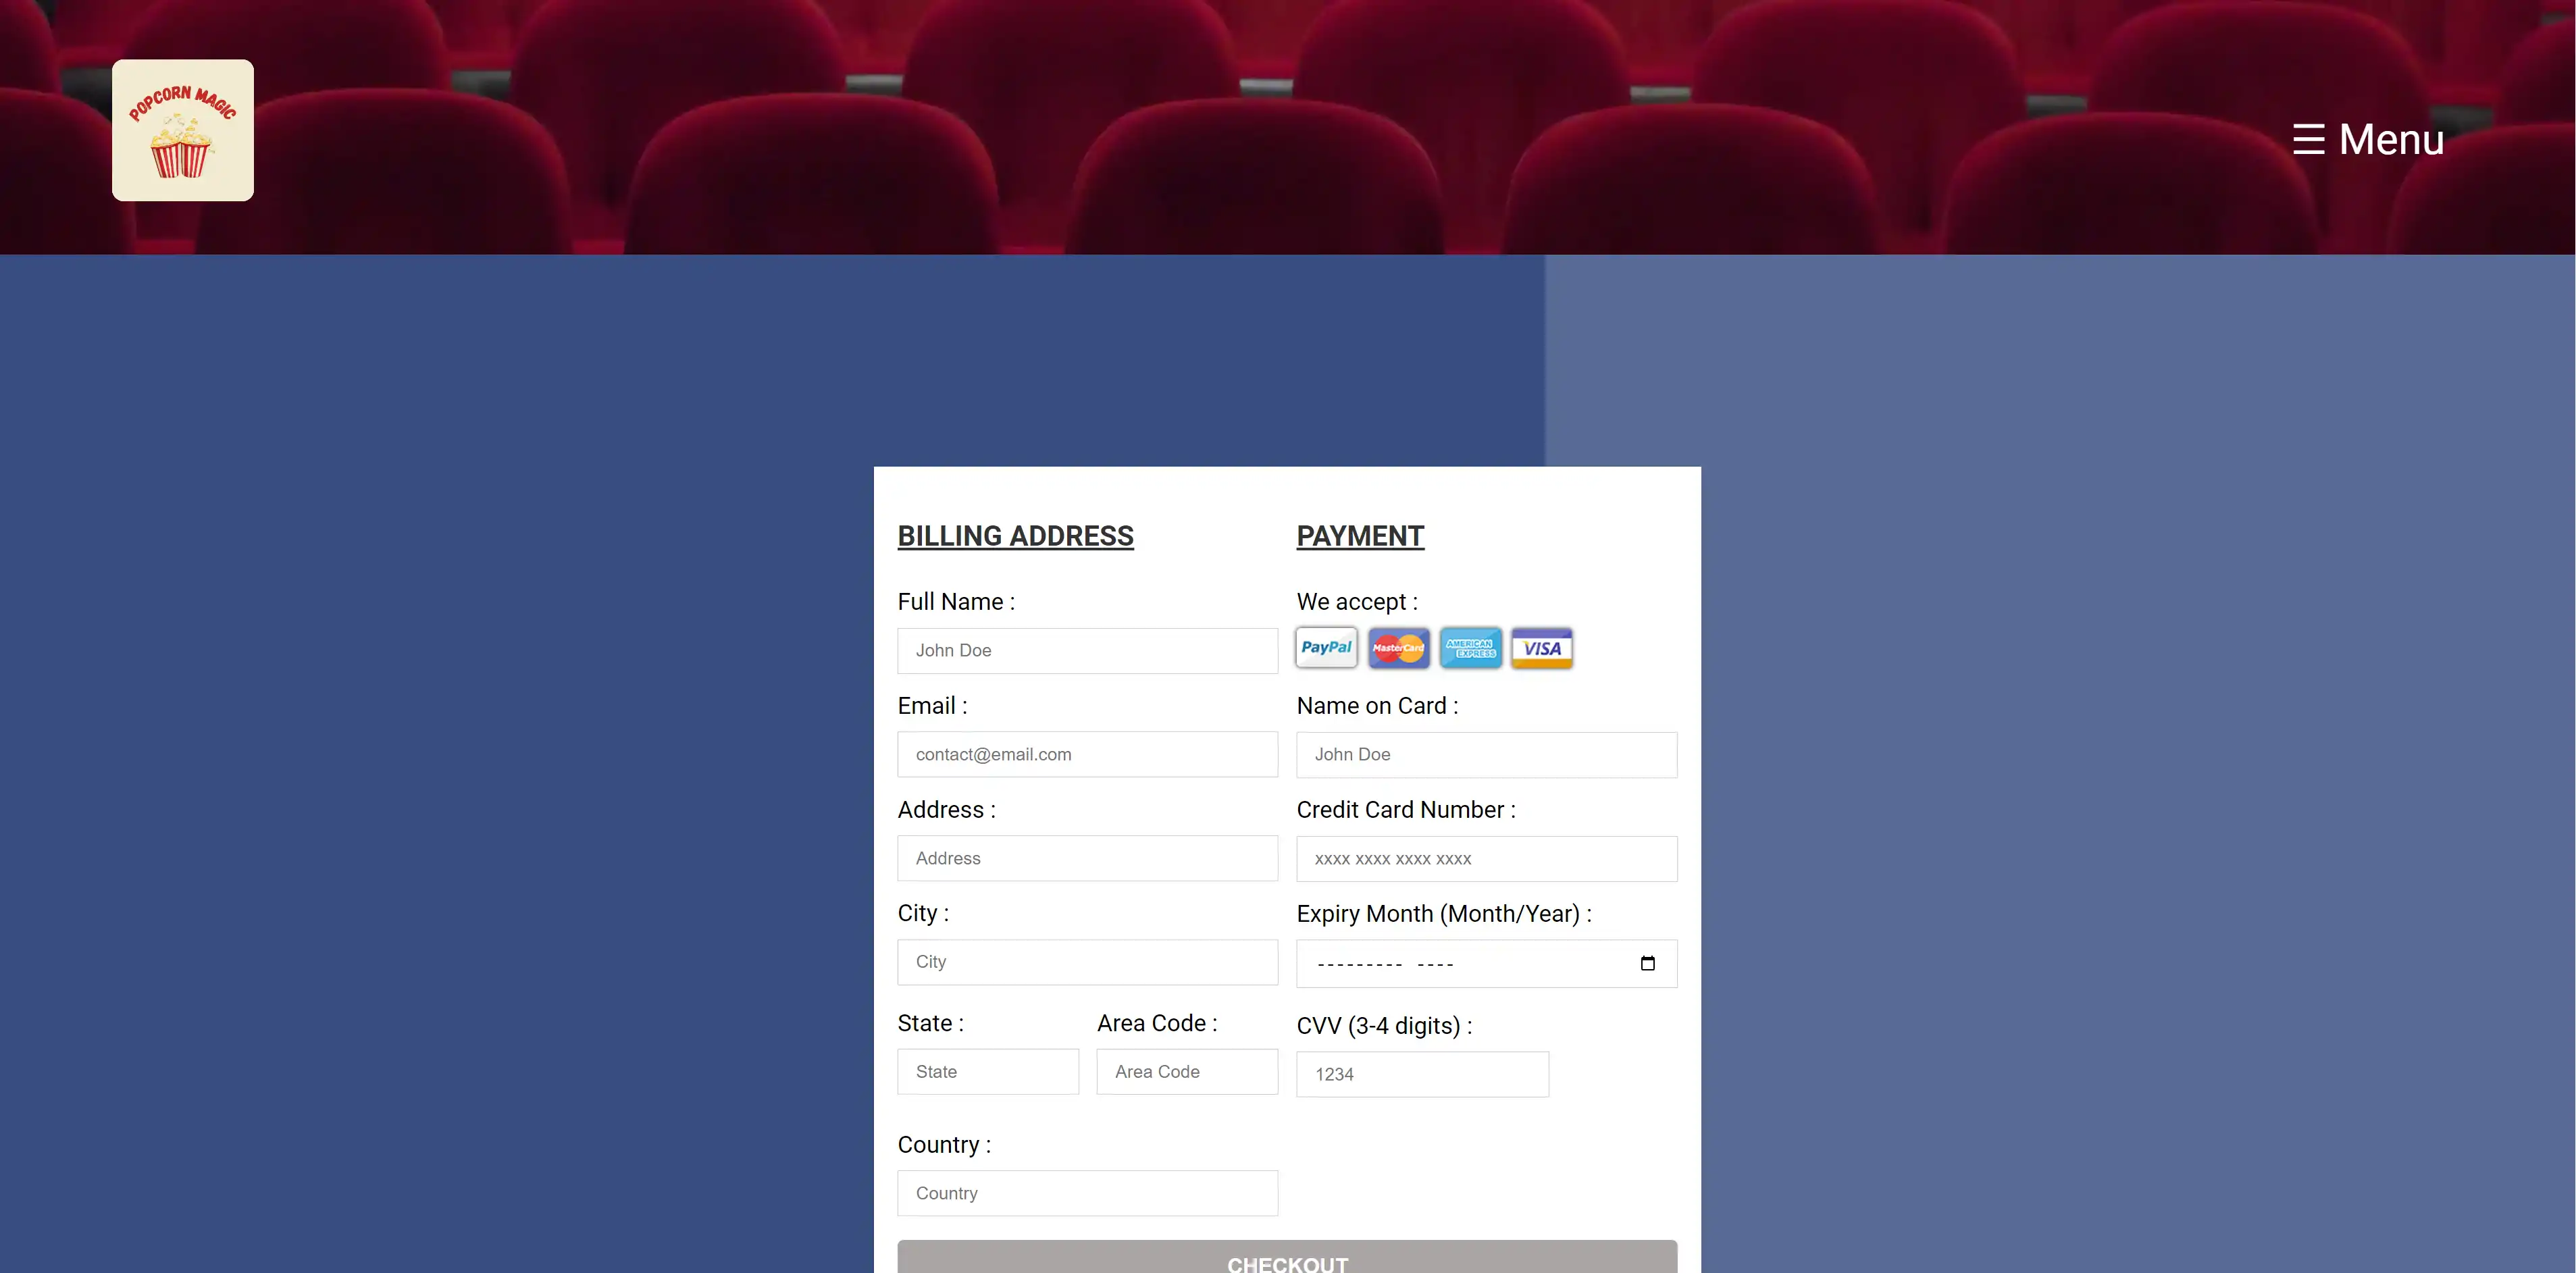 POPCORN MAGIC
☰ Menu
BILLING ADDRESS
Full Name :
John Doe
Email :
contact@email.com
Address :
Address
City :
City
State :
State
Area Code :
Area Code
Country :
Country
PAYMENT
We accept :
PayPal
MasterCard
AMERICAN
EXPRESS
VISA
Name on Card :
John Doe
Credit Card Number :
xxxx xxxx xxxx xxxx
Expiry Month (Month/Year) :
--------- ----
CVV (3-4 digits) :
1234
CHECKOUT